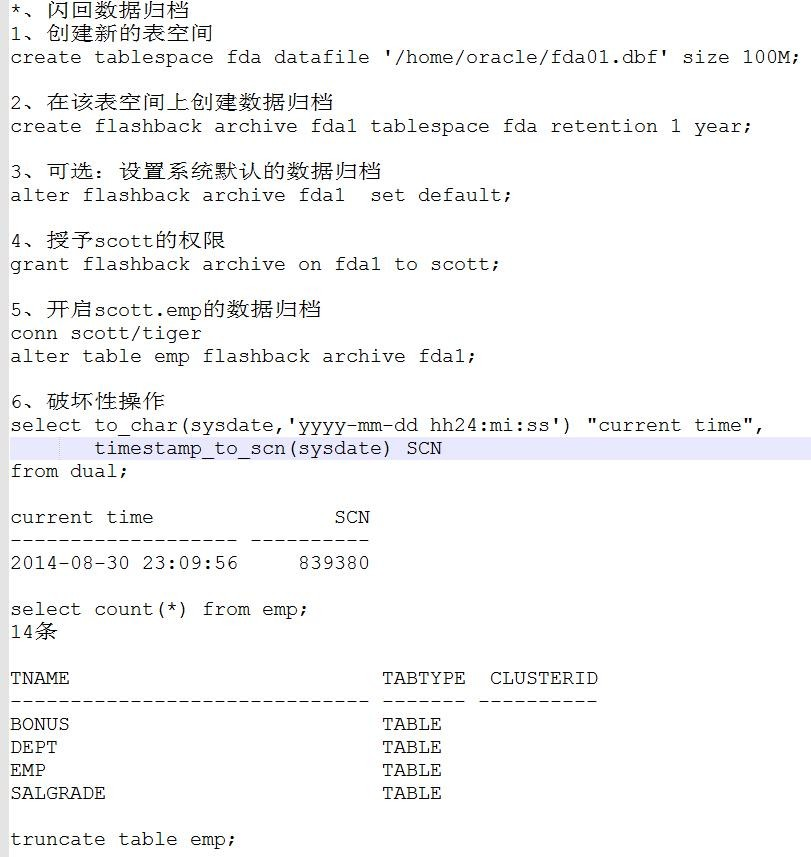 *、闪回数据归档
1、创建新的表空间
create tablespace fda datafile '/home/oracle/fda01.dbf' size 100M;
2、在该表空间上创建数据归档
create flashback archive fda1 tablespace fda retention 1 year;
3、可选：设置系统默认的数据归档
alter flashback archive fda1  set default;
4、授予scott的权限
grant flashback archive on fda1 to scott;
5、开启scott.emp的数据归档
conn scott/tiger
alter table emp flashback archive fda1;
6、破坏性操作
select to_char(sysdate,'yyyy-mm-dd hh24:mi:ss') "current time",
       timestamp_to_scn(sysdate) SCN
from dual;
current time               SCN
------------------- ----------
2014-08-30 23:09:56     839380
select count(*) from emp;
14条
TNAME                          TABTYPE  CLUSTERID
------------------------------ ------- ----------
BONUS                          TABLE
DEPT                           TABLE
EMP                            TABLE
SALGRADE                       TABLE
truncate table emp;